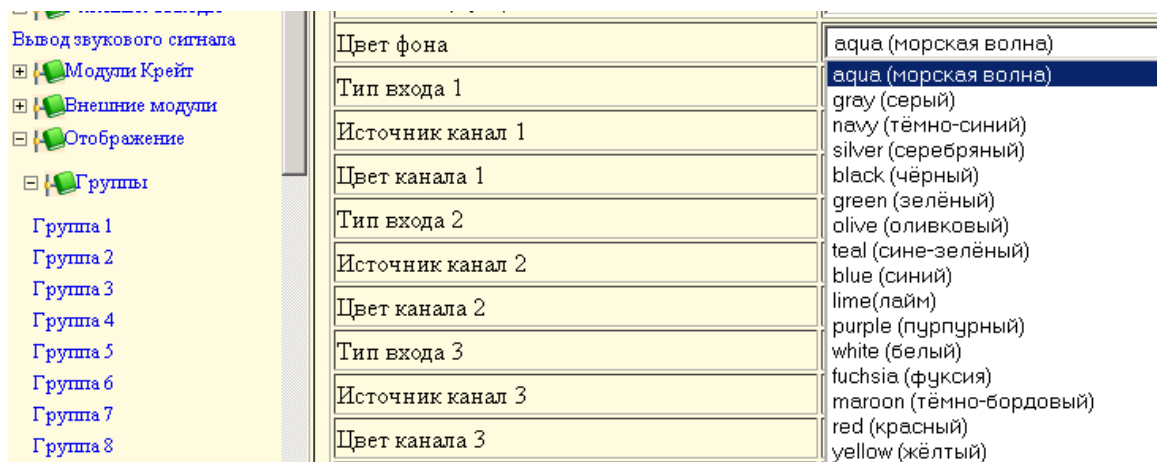 Вывод звукового сигнала
Модули Крейт
Внешние модули
Отображение
Группы
Группа 1
Группа 2
Группа 3
Группа 4
Группа 5
Группа 6
Группа 7
Группа 8
Цвет фона
Тип входа 1
Источник канал 1
Цвет канала 1
Тип входа 2
Источник канал 2
Цвет канала 2
Тип входа 3
Источник канал 3
Цвет канала 3
aqua (морская волна)
aqua (морская волна)
gray (серый)
navy (тёмно-синий)
silver (серебряный)
black (чёрный)
green (зелёный)
olive (оливковый)
teal (сине-зелёный)
blue (синий)
lime(лайм)
purple (пурпурный)
white (белый)
fuchsia (фуксия)
maroon (тёмно-бордовый)
red (красный)
yellow (жёлтый)